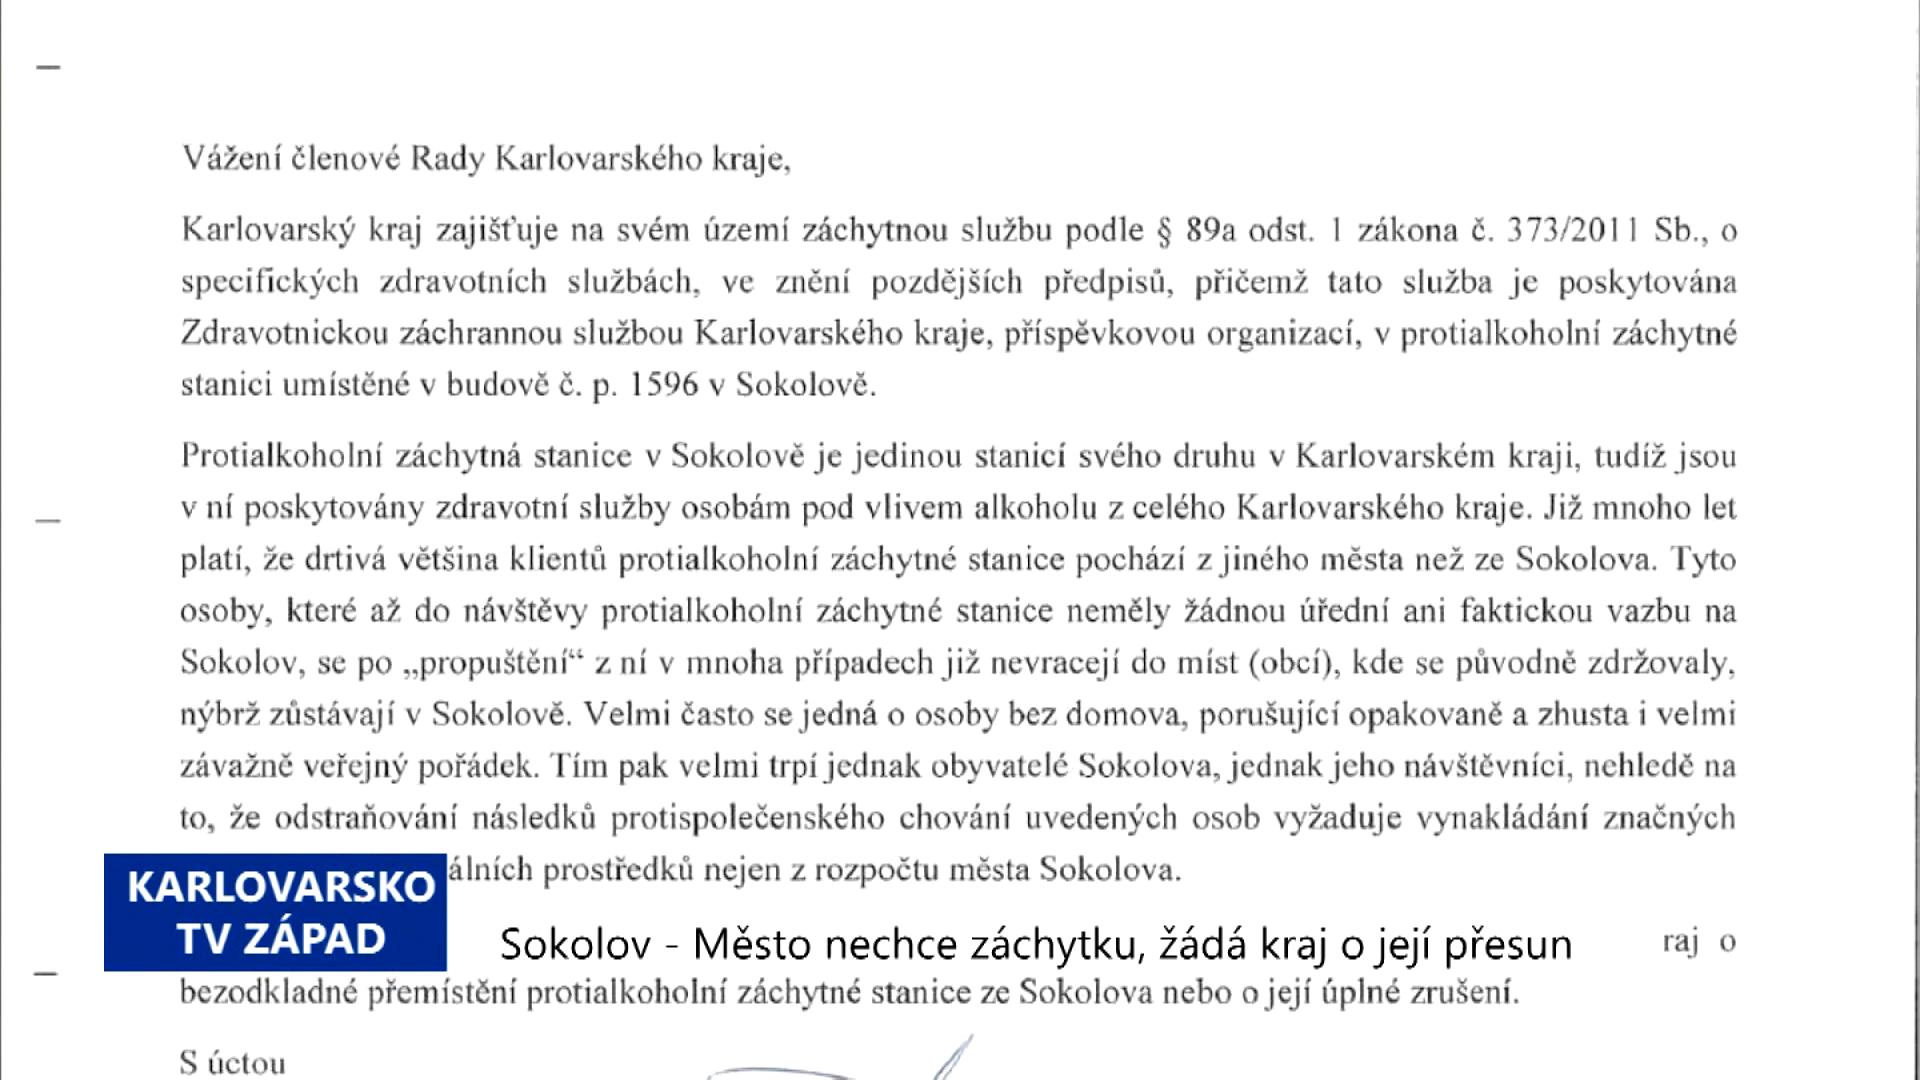 Vážení členové Rady Karlovarského kraje,
Karlovarský kraj zajišťuje na svém území záchytnou službu podle § 89a odst. 1 zákona č. 373/2011 Sb., o
specifických zdravotních službách, ve znění pozdějších předpisů, přičemž tato služba je poskytována
Zdravotnickou záchrannou službou Karlovarského kraje, příspěvkovou organizací, v protialkoholní záchytné
stanici umístěné v budově č. p. 1596 v Sokolově.
Protialkoholní záchytná stanice v Sokolově je jedinou stanicí svého druhu v Karlovarském kraji, tudíž jsou
v ní poskytovány zdravotní služby osobám pod vlivem alkoholu z celého Karlovarského kraje. Již mnoho let
platí, že drtivá většina klientů protialkoholní záchytné stanice pochází z jiného města než ze Sokolova. Tyto
osoby, které až do návštěvy protialkoholní záchytné stanice neměly žádnou úřední ani faktickou vazbu na
Sokolov, se po „propuštění“ z ní v mnoha případech již nevracejí do míst (obcí), kde se původně zdržovaly,
nýbrž zůstávají v Sokolově. Velmi často se jedná o osoby bez domova, porušující opakovaně a zhusta i velmi
závažně veřejný pořádek. Tím pak velmi trpí jednak obyvatelé Sokolova, jednak jeho návštěvníci, nehledě na
to, že odstraňování následků protispolečenského chování uvedených osob vyžaduje vynakládání značných
álních prostředků nejen z rozpočtu města Sokolova.
KARLOVARSKO
TV ZÁPAD
Sokolov - Město nechce záchytku, žádá kraj o její přesun
raj o
bezodkladné přemístění protialkoholní záchytné stanice ze Sokolova nebo o její úplné zrušení.
S úctou